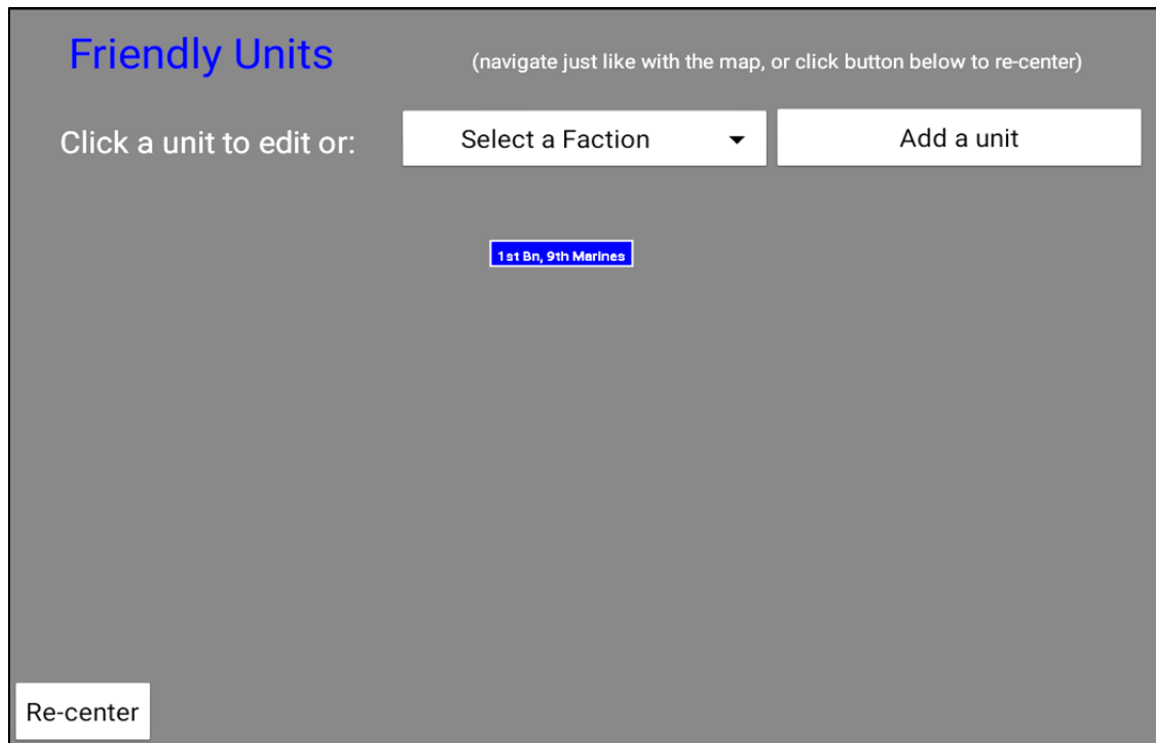 Friendly Units
(navigate just like with the map, or click button below to re-center)
Click a unit to edit or:
Select a Faction
Add a unit
1st Bn, 9th Marines
Re-center